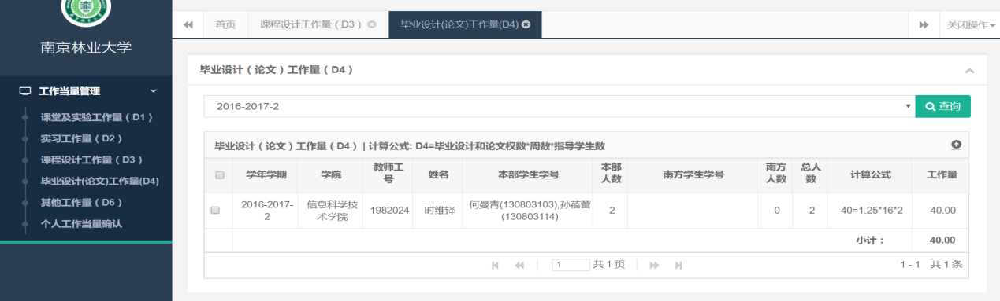 南京林业大学
工作当量管理
课堂及实验工作量（D1）
实习工作量（D2）
课程设计工作量（D3）
毕业设计(论文)工作量(D4)
其他工作量（D6）
个人工作当量确认
首页 课程设计工作量（D3） 毕业设计(论文)工作量(D4) 关闭操作
毕业设计（论文）工作量（D4）
2016-2017-2 查询
毕业设计（论文）工作量（D4）| 计算公式: D4=毕业设计和论文权数*周数*指导学生数
学年学期 学院 教师工号 姓名 本部学生学号 本部人数 南方学生学号 南方人数 总人数 计算公式 工作量
2016-2017-2 信息科学技术学院 1982024 时维铎 何曼青(130803103),孙蓓蕾(130803114) 2 0 2 40=1.25*16*2 40.00
小计： 40.00
1 共 1 页 1 - 1 共 1 条